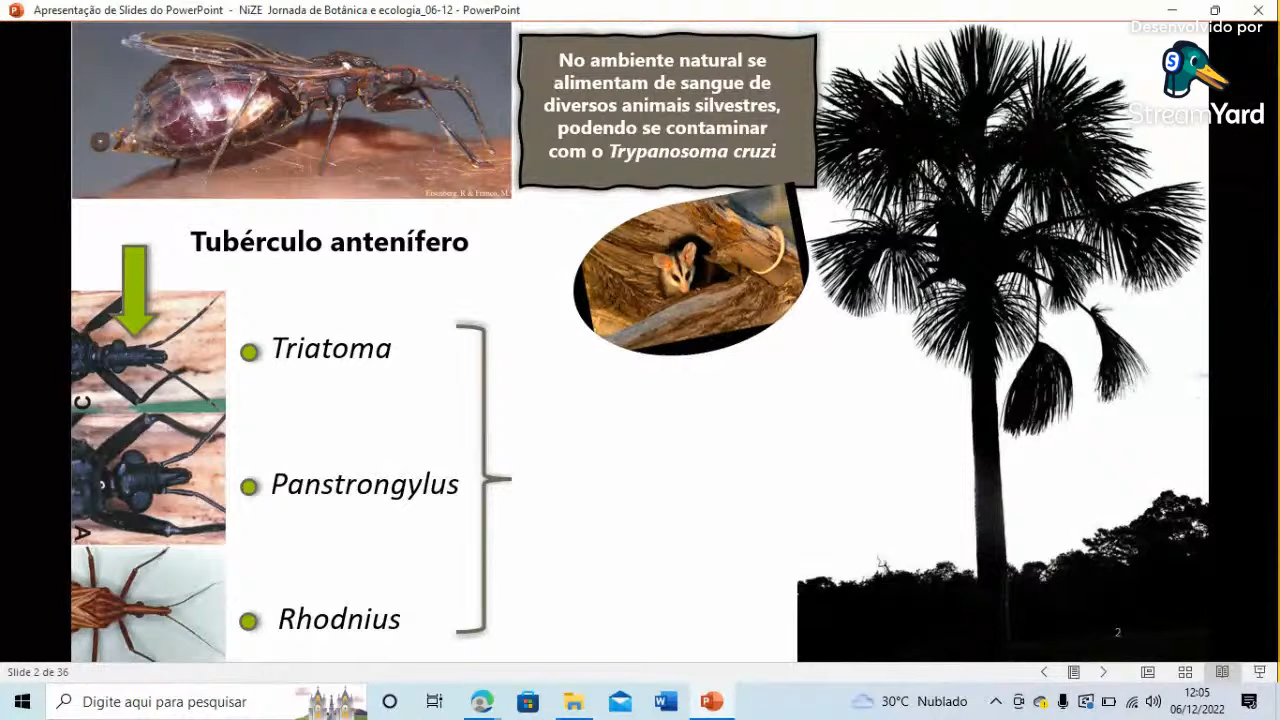 Apresentação de Slides do PowerPoint - NiZE Jornada de Botânica e ecologia_06-12 - PowerPoint
Desenvolvido por
StreamYard
No ambiente natural se
alimentam de sangue de
diversos animais silvestres,
podendo se contaminar
com o Trypanosoma cruzi
Tubérculo antenífero
C
Triatoma
A
Panstrongylus
Rhodnius
2
Slide 2 de 36
Digite aqui para pesquisar
30°C Nublado
12:05
06/12/2022